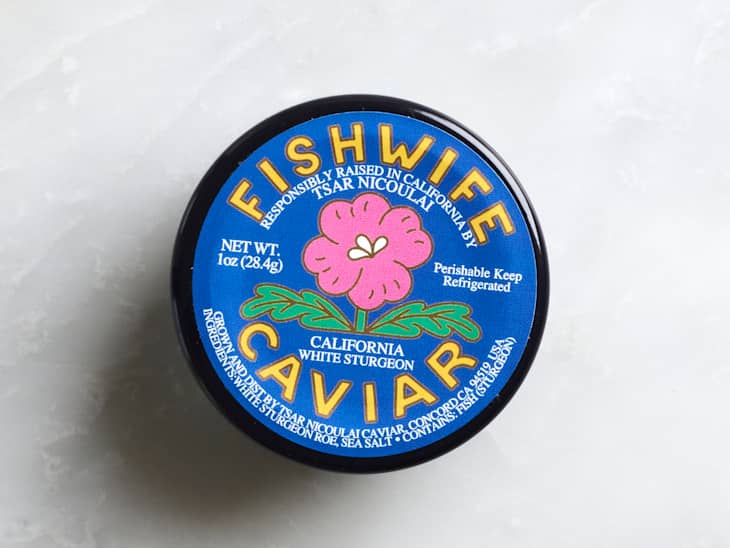 FISHWIFE
RESPONSIBLY RAISED IN CALIFORNIA BY
TSAR NICOULAI
NET WT.
1oz (28.4g)
Perishable Keep
Refrigerated
CALIFORNIA
WHITE STURGEON
CAVIAR
GROWN AND DIST BY TSAR NICOULAI CAVIAR, CONCORD CA 94519 USA
INGREDIENTS:WHITE STURGEON ROE, SEA SALT • CONTAINS: FISH (STURGEON)